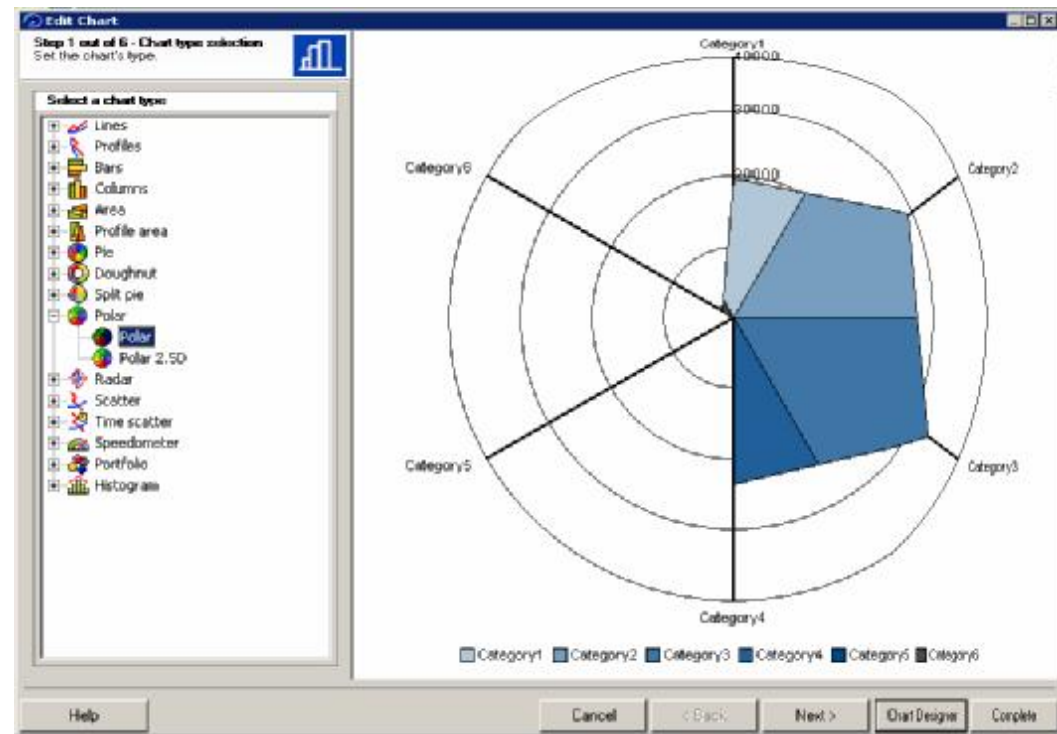 Edit Chart
Step 1 out of 6 - Chart type selection
Set the chart's type.
Select a chart type
Lines
Profiles
Bars
Columns
Area
Profile area
Pie
Doughnut
Split pie
Polar
Polar
Polar 2.5D
Radar
Scatter
Time scatter
Speedometer
Portfolio
Histogram
Category1
Category6
Category2
Category5
Category3
Category4
Category1 Category2 Category3 Category4 Category5 Category6
Help Cancel < Back Next > Chart Designer Complete